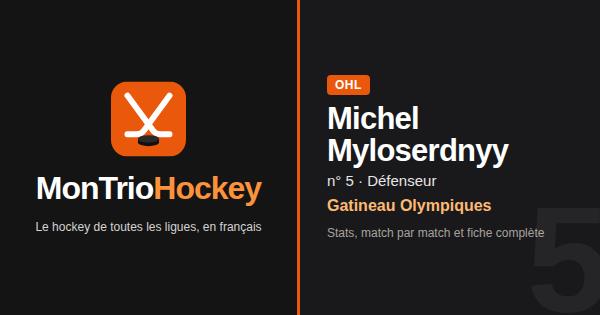 MonTrioHockey
Le hockey de toutes les ligues, en français
OHL
Michel
Myloserdnyy
n° 5 · Défenseur
Gatineau Olympiques
Stats, match par match et fiche complète
5